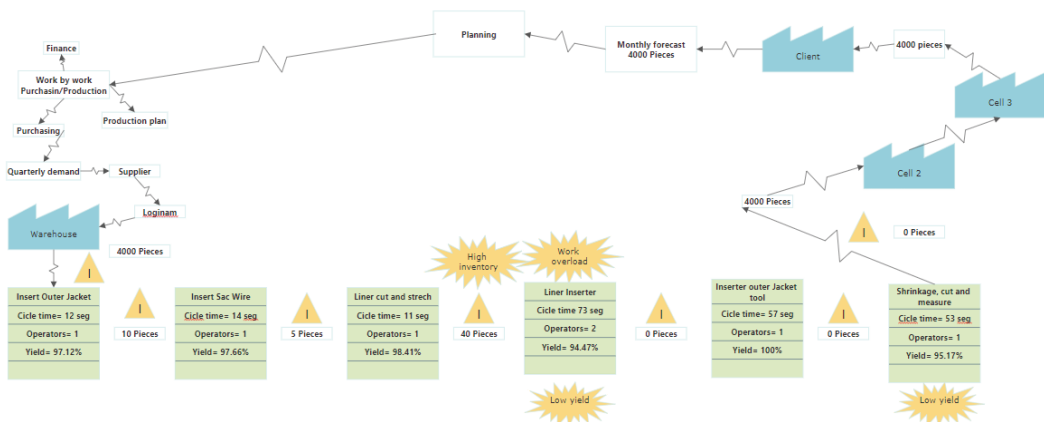 Planning
Monthly forecast
4000 Pieces
Client
4000 pieces
Cell 3
Finance
Work by work
Purchasin/Production
Production plan
Purchasing
Quarterly demand
Supplier
Loginam
Cell 2
4000 Pieces
Warehouse
4000 Pieces
I
0 Pieces
High
inventory
Work
overload
I
Insert Outer Jacket
Cicle time= 12 seg
Operators= 1
Yield= 97.12%
I
10 Pieces
Insert Sac Wire
Cicle time= 14 seg
Operators= 1
Yield= 97.66%
I
5 Pieces
Liner cut and strech
Cicle time= 11 seg
Operators= 1
Yield= 98.41%
I
40 Pieces
Liner Inserter
Cicle time 73 seg
Operators= 2
Yield= 94.47%
Low yield
I
0 Pieces
Inserter outer Jacket
tool
Cicle time= 57 seg
Operators= 1
Yield= 100%
I
0 Pieces
Shrinkage, cut and
measure
Cicle time= 53 seg
Operators= 1
Yield= 95.17%
Low yield